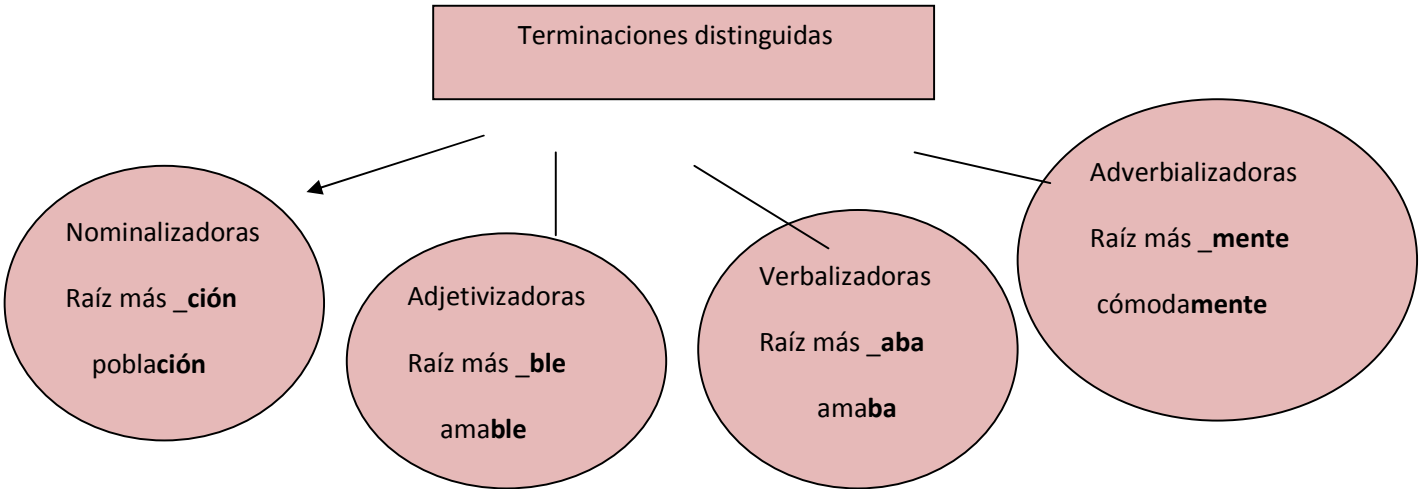 Terminaciones distinguidas
Nominalizadoras
Raíz más _ción
población
Adjetivizadoras
Raíz más _ble
amable
Verbalizadoras
Raíz más _aba
amaba
Adverbializadoras
Raíz más _mente
cómodamente